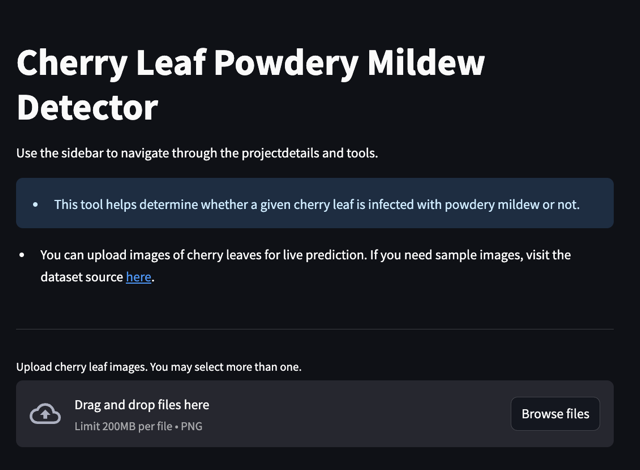 Cherry Leaf Powdery Mildew
Detector
Use the sidebar to navigate through the projectdetails and tools.
• This tool helps determine whether a given cherry leaf is infected with powdery mildew or not.
• You can upload images of cherry leaves for live prediction. If you need sample images, visit the
dataset source here.
Upload cherry leaf images. You may select more than one.
Drag and drop files here
Limit 200MB per file • PNG
Browse files